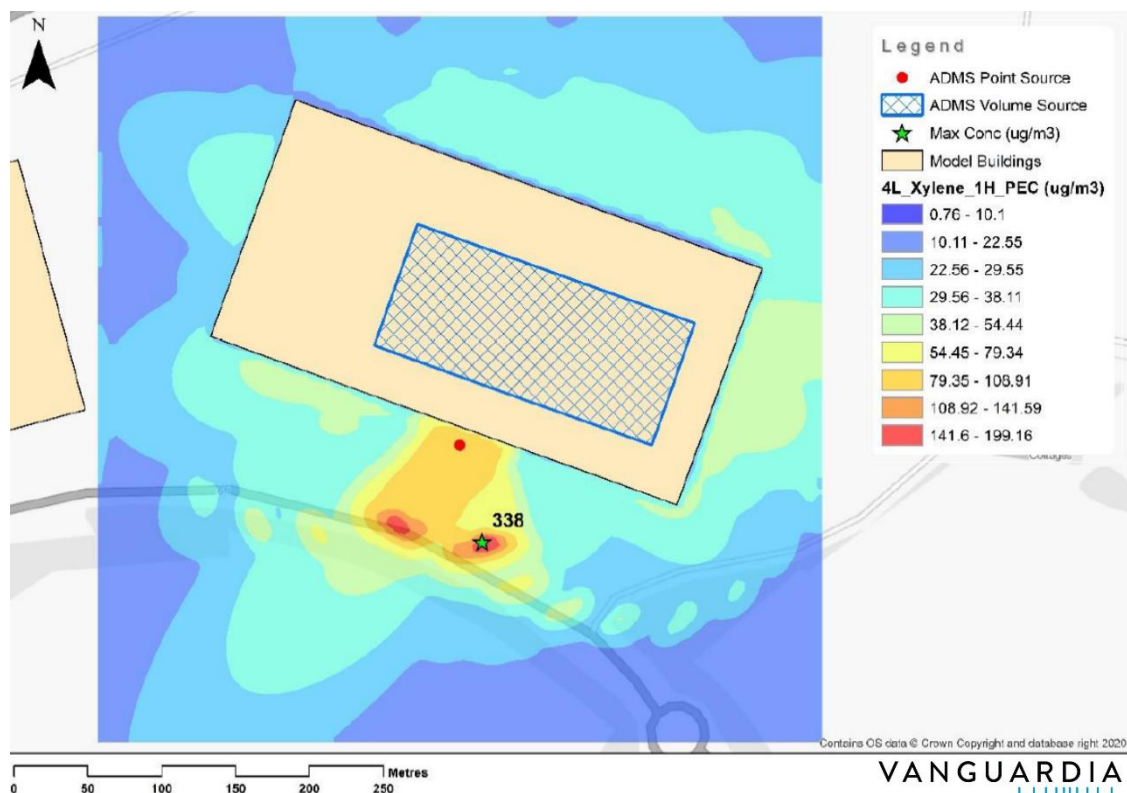 N
Legend
ADMS Point Source
ADMS Volume Source
Max Conc (ug/m3)
Model Buildings
4L_Xylene_1H_PEC (ug/m3)
0.76 - 10.1
10.11 - 22.55
22.56 - 29.55
29.56 - 38.11
38.12 - 54.44
54.45 - 79.34
79.35 - 108.91
108.92 - 141.59
141.6 - 199.16
Cottages
338
Contains OS data © Crown Copyright and database right 2020
Metres
0 50 100 150 200 250
VANGUARDIA